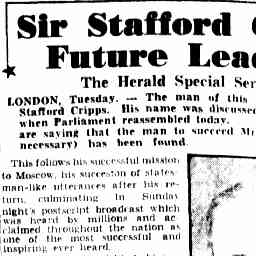 Sir Stafford
Future Lea
The Herald Special Ser
LONDON, Tuesday. — The man of this
Stafford Cripps. His name was discussed
when Parliament reassembled today.
are saying that the man to succeed Mr
necessary) has been found.
This follows his successful mission
to Moscow, his succession of states-
man-like utterances after his re-
turn, culminating in Sunday
night's postscript broadcast which
was heard by millions and ac-
claimed throughout the nation as
one of the most successful and
inspiring ever heard.